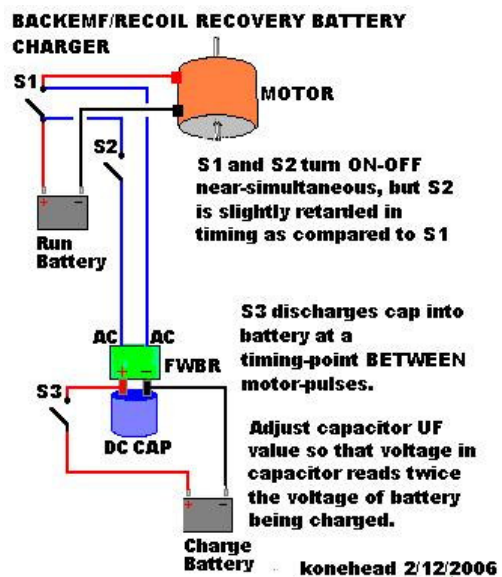 BACKEMF/RECOIL RECOVERY BATTERY
CHARGER
S1
MOTOR
S2
S1 and S2 turn ON-OFF
near-simultaneous, but S2
is slightly retarded in
timing as compared to S1
+ −
Run
Battery
S3 discharges cap into
battery at a
timing-point BETWEEN
motor-pulses.
AC AC
+ −
FWBR
S3
DC CAP
Adjust capacitor UF
value so that voltage in
capacitor reads twice
the voltage of battery
being charged.
+ −
Charge
Battery
konehead 2/12/2006